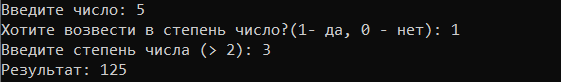 Введите число: 5
Хотите возвести в степень число?(1- да, 0 - нет): 1
Введите степень числа (> 2): 3
Результат: 125